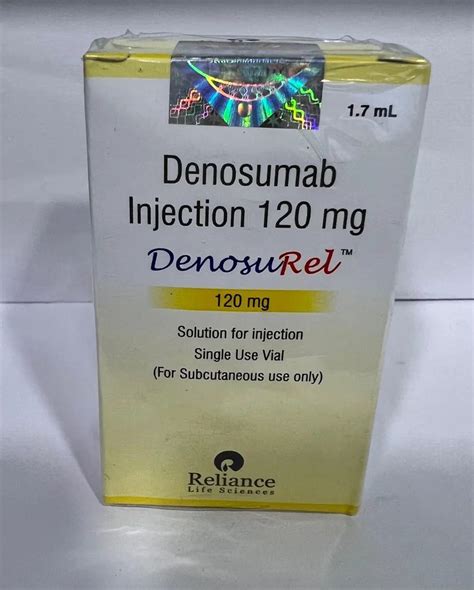 1.7 mL
Denosumab
Injection 120 mg
DenosuRel™
120 mg
Solution for injection
Single Use Vial
(For Subcutaneous use only)
Reliance
Life Sciences